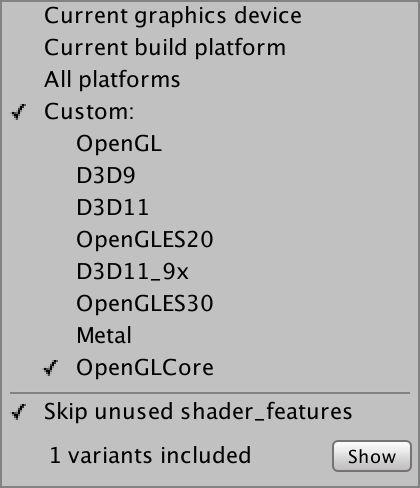 Current graphics device
Current build platform
All platforms
Custom:
OpenGL
D3D9
D3D11
OpenGLES20
D3D11_9x
OpenGLES30
Metal
OpenGLCore
Skip unused shader_features
1 variants included Show